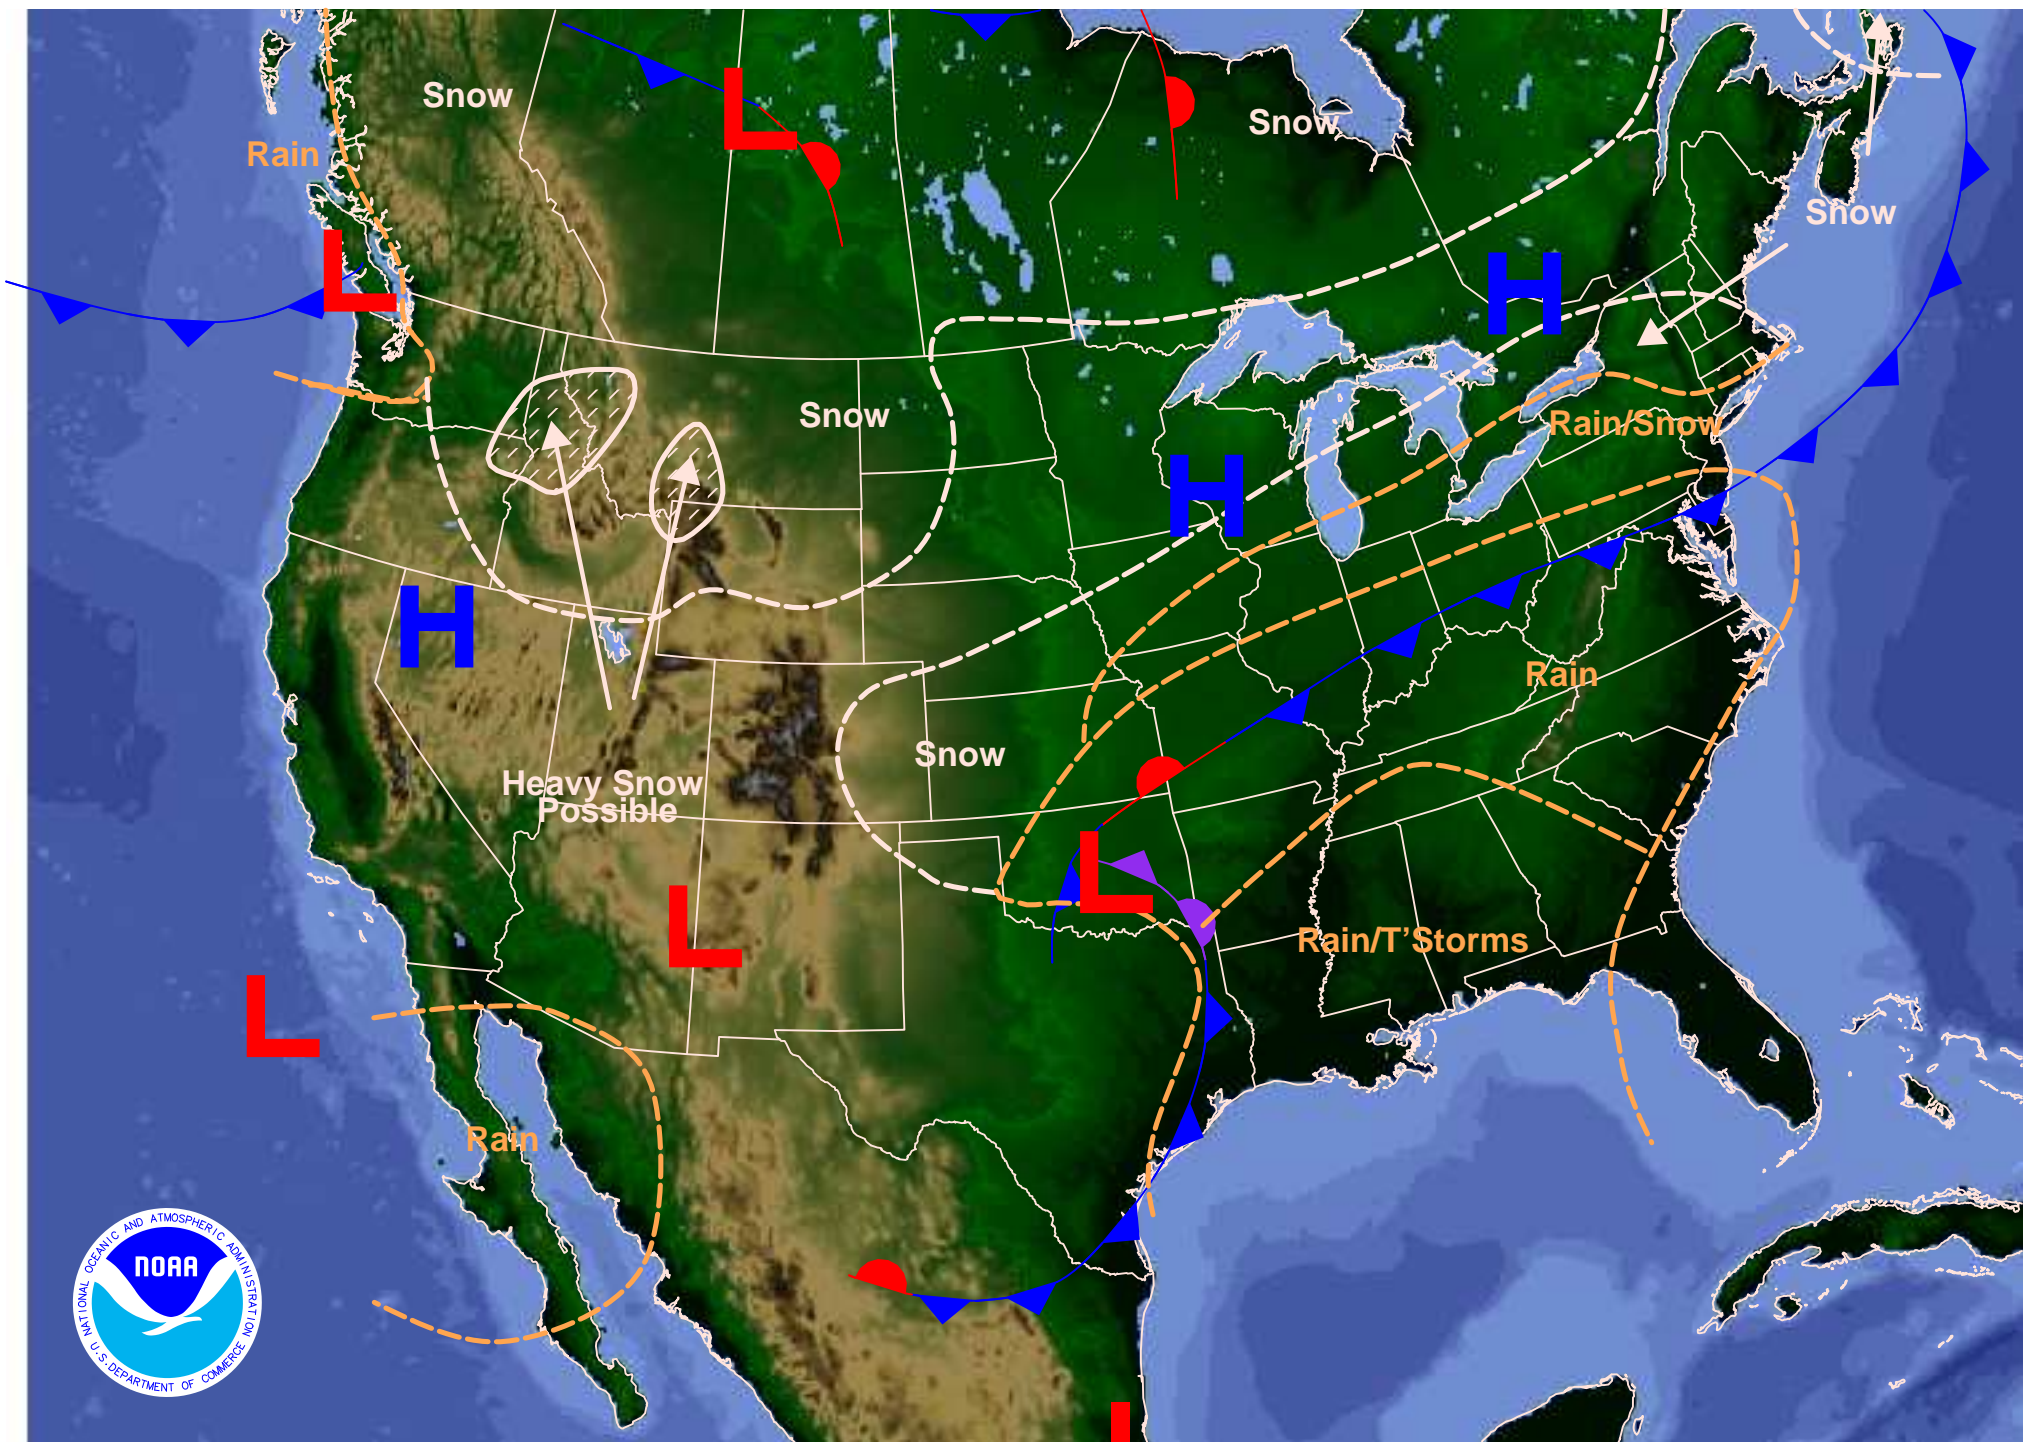 Snow
Snow
Rain
L
Snow
L
H
Snow
Rain/Snow
H
H
Rain
Snow
Heavy Snow
Possible
L
L
Rain/T'Storms
L
Rain
NATIONAL OCEANIC AND ATMOSPHERIC ADMINISTRATION
NOAA
U.S. DEPARTMENT OF COMMERCE
L